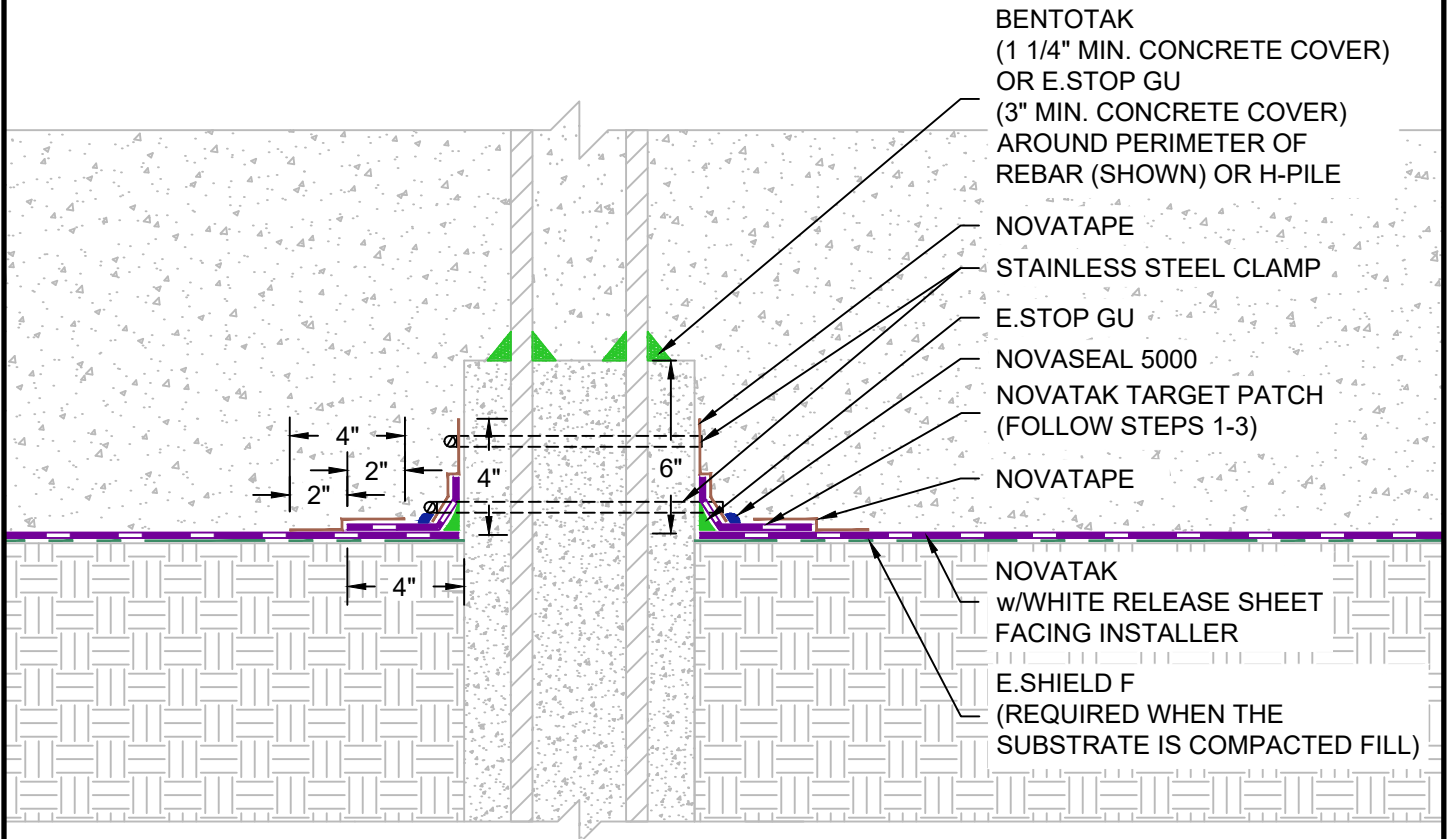 BENTOTAK
(1 1/4" MIN. CONCRETE COVER)
OR E.STOP GU
(3" MIN. CONCRETE COVER)
AROUND PERIMETER OF
REBAR (SHOWN) OR H-PILE
NOVATAPE
STAINLESS STEEL CLAMP
E.STOP GU
NOVASEAL 5000
NOVATAK TARGET PATCH
(FOLLOW STEPS 1-3)
NOVATAPE
NOVATAK
w/WHITE RELEASE SHEET
FACING INSTALLER
E.SHIELD F
(REQUIRED WHEN THE
SUBSTRATE IS COMPACTED FILL)
4"
2"
2"
4"
6"
4"